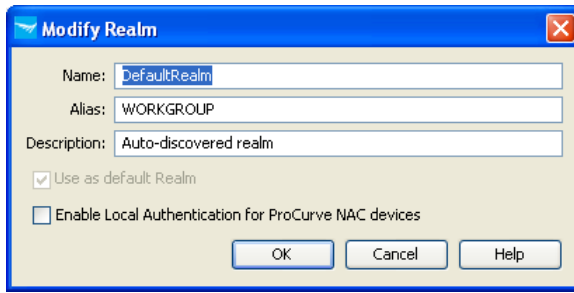 Modify Realm
Name: DefaultRealm
Alias: WORKGROUP
Description: Auto-discovered realm
Use as default Realm
Enable Local Authentication for ProCurve NAC devices
OK Cancel Help